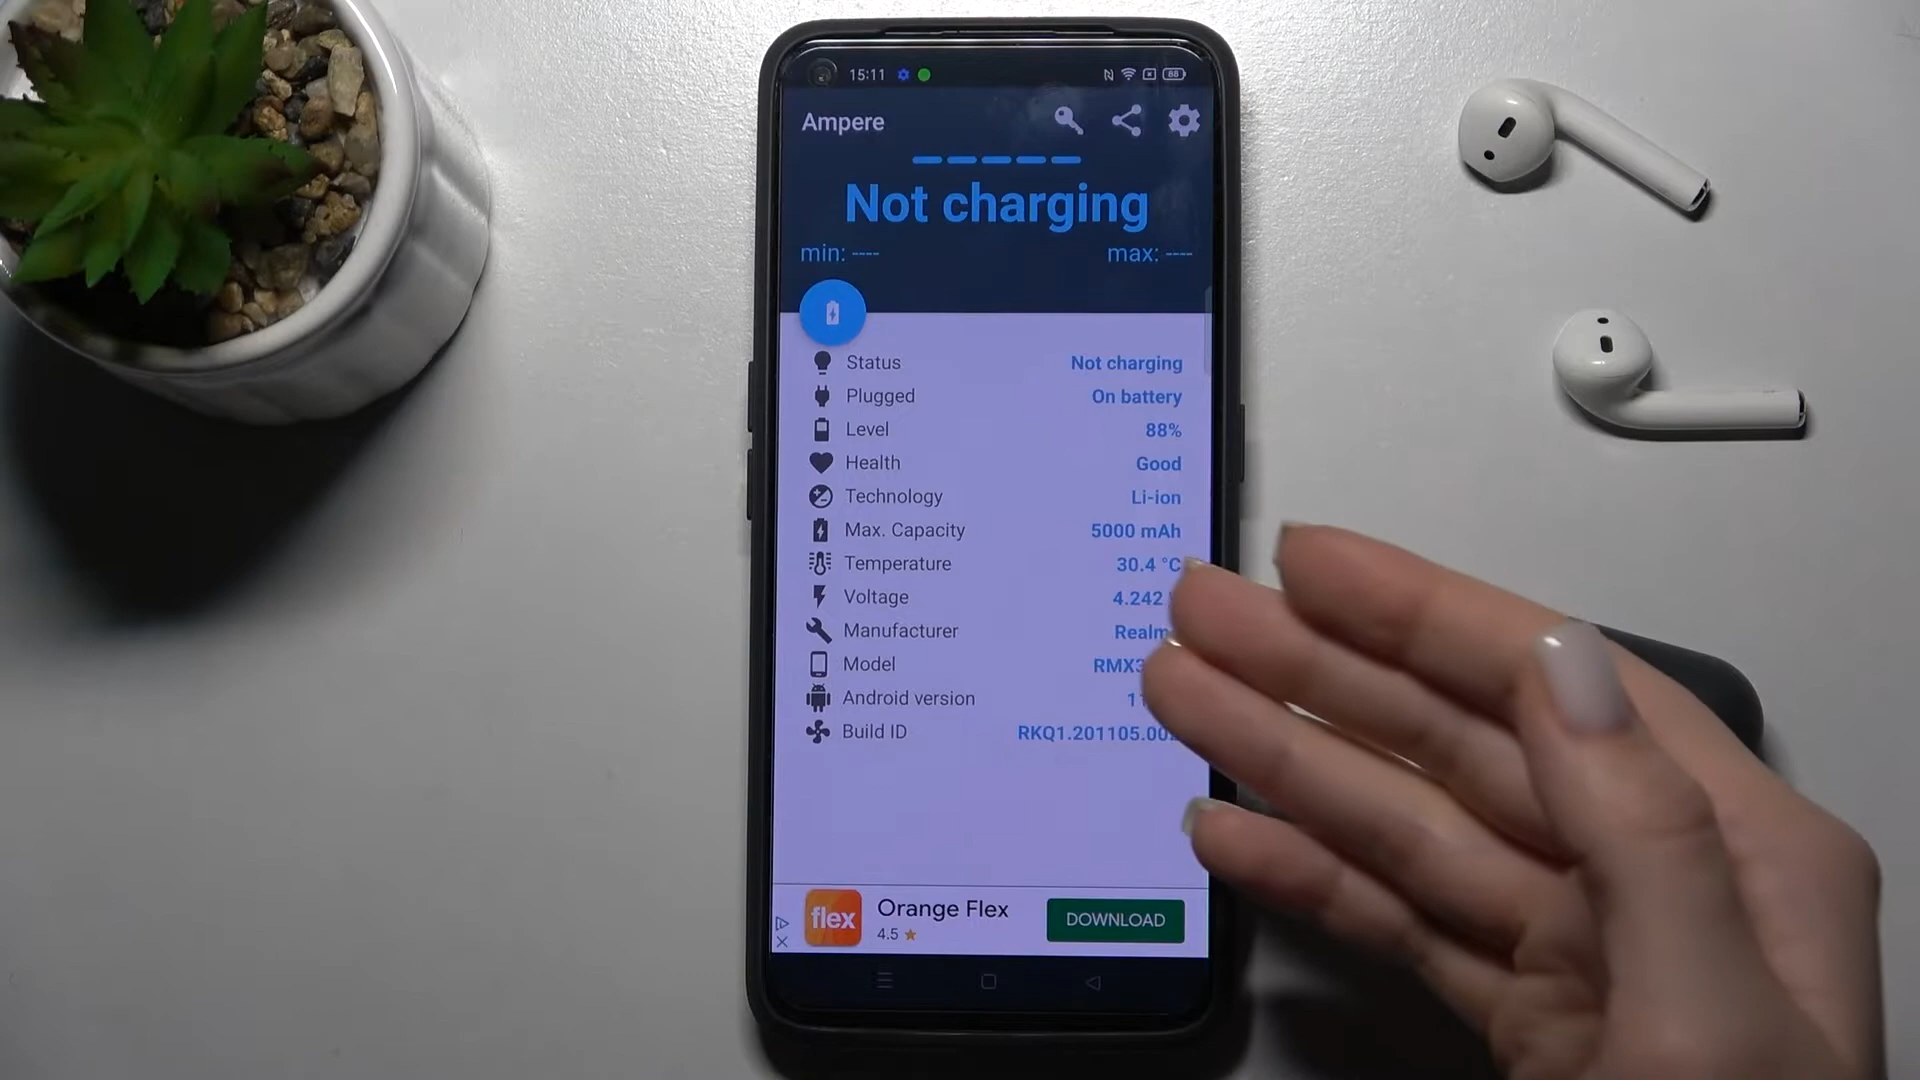 15:11 88
Ampere
Not charging
min: ---- max: ----
Status Not charging
Plugged On battery
Level 88%
Health Good
Technology Li-ion
Max. Capacity 5000 mAh
Temperature 30.4 °C
Voltage 4.242
Manufacturer
Model
Android version
Build ID
flex Orange Flex DOWNLOAD
4.5 ★